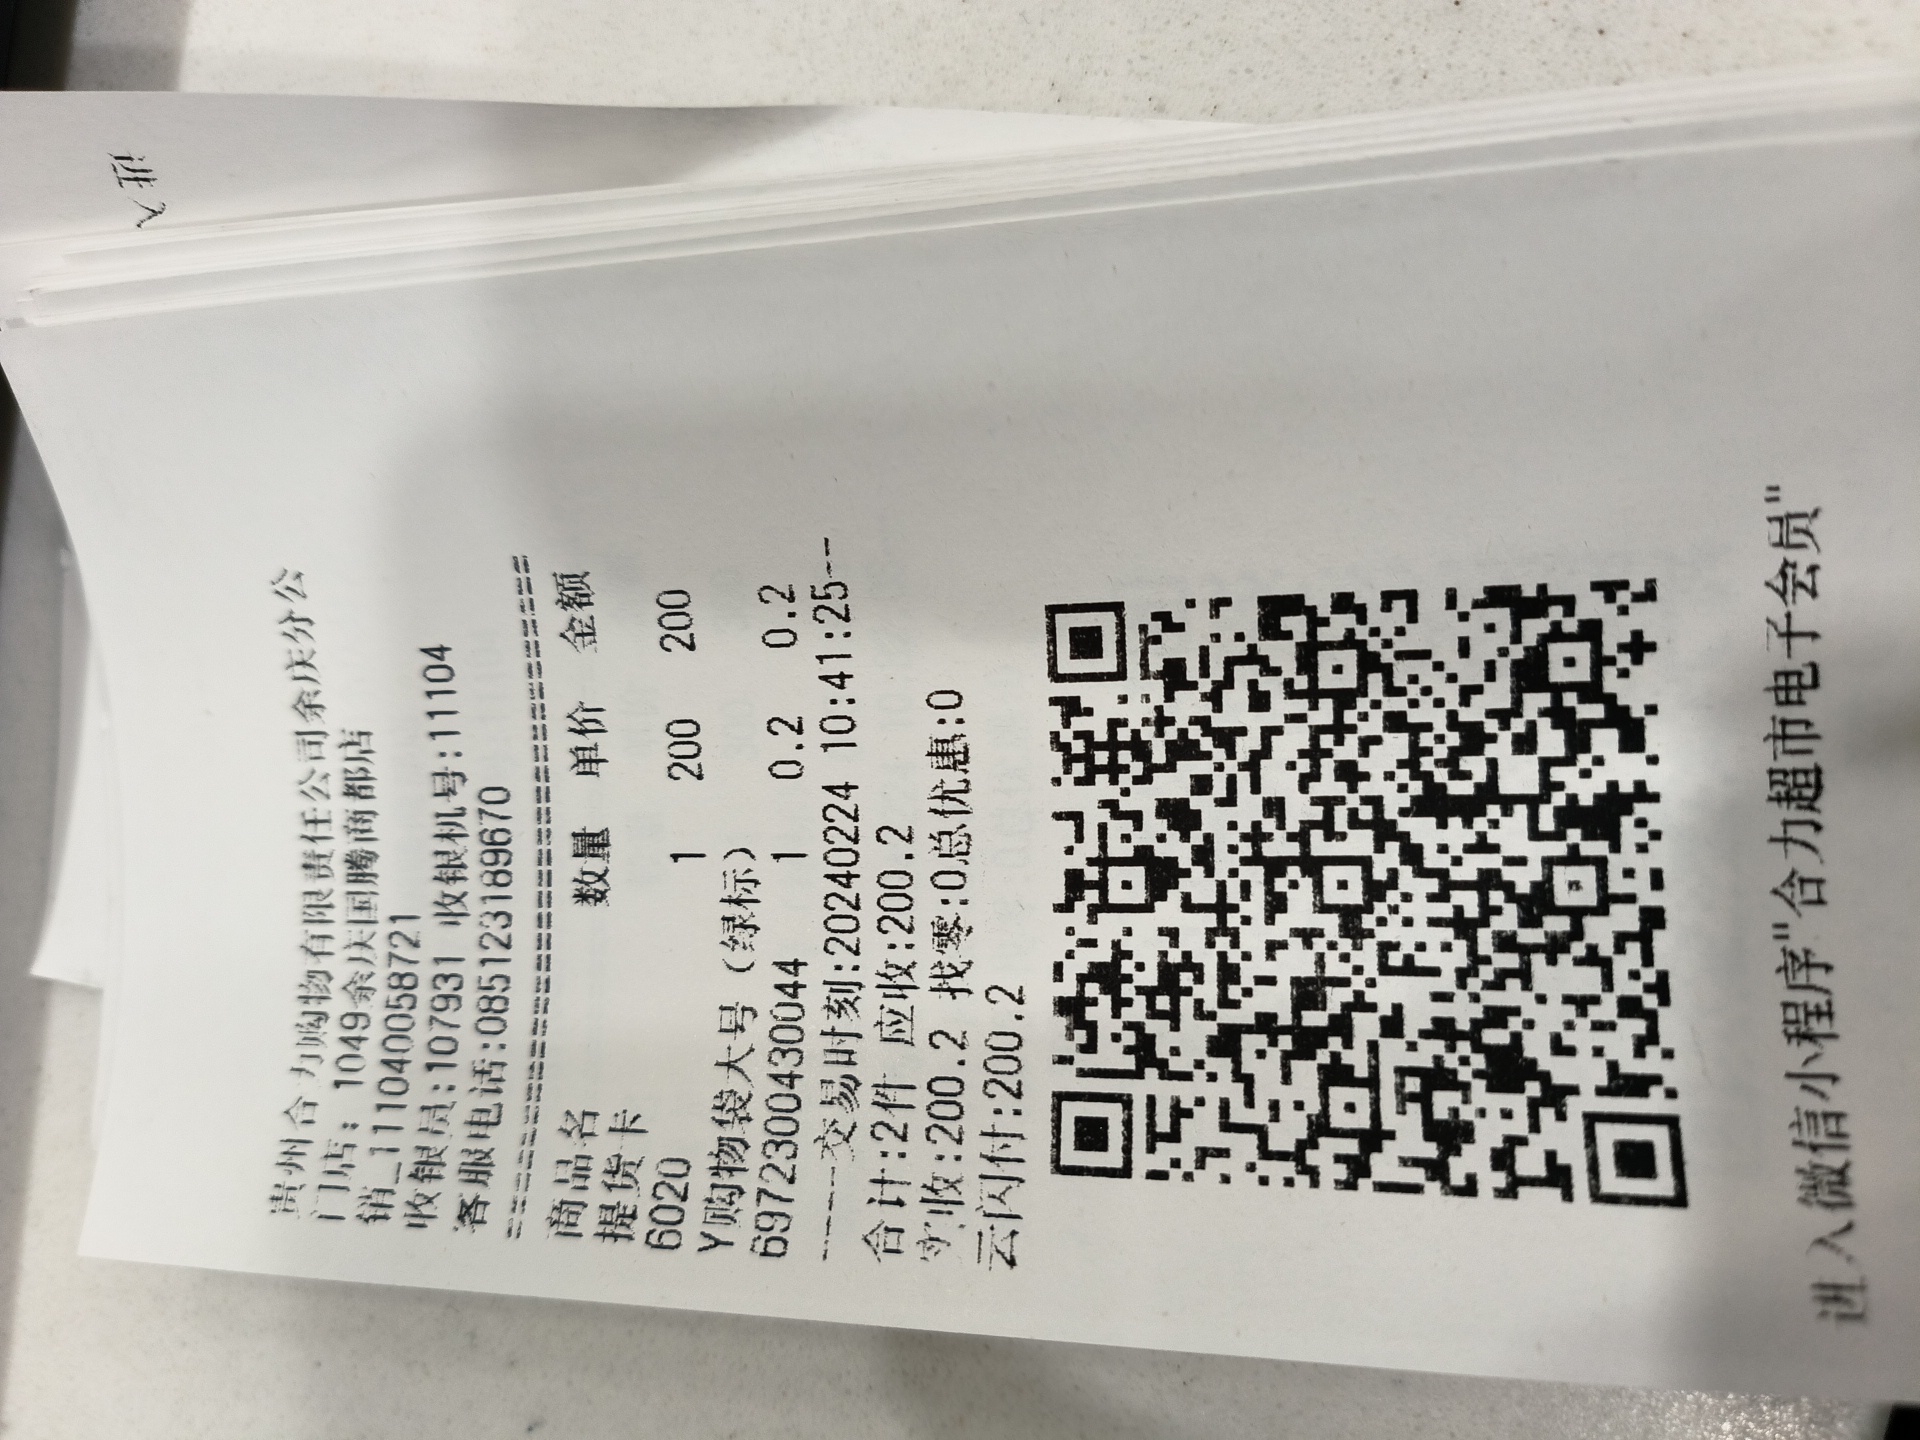 贵州合力购物有限责任公司余庆分公
门店: 1049余庆国腾商都店
销_111040058721
收银员:107931 收银机号:11104
客服电话:085123189670
商品名 数量 单价 金额
提货卡
6020 1 200 200
Y购物袋大号（绿标）
6972300430044 1 0.2 0.2
-----交易时刻:20240224 10:41:25--
合计:2件 应收:200.2
实收:200.2 找零:0总优惠:0
云闪付:200.2
进入微信小程序"合力超市电子会员"
进入